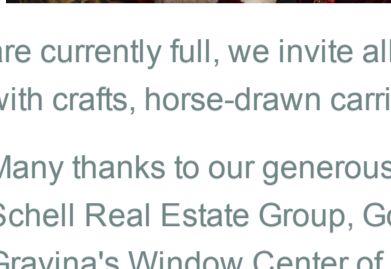 are currently full, we invite all
with crafts, horse-drawn carri
Many thanks to our generous
Schell Real Estate Group, Go
Gravina's Window Center of